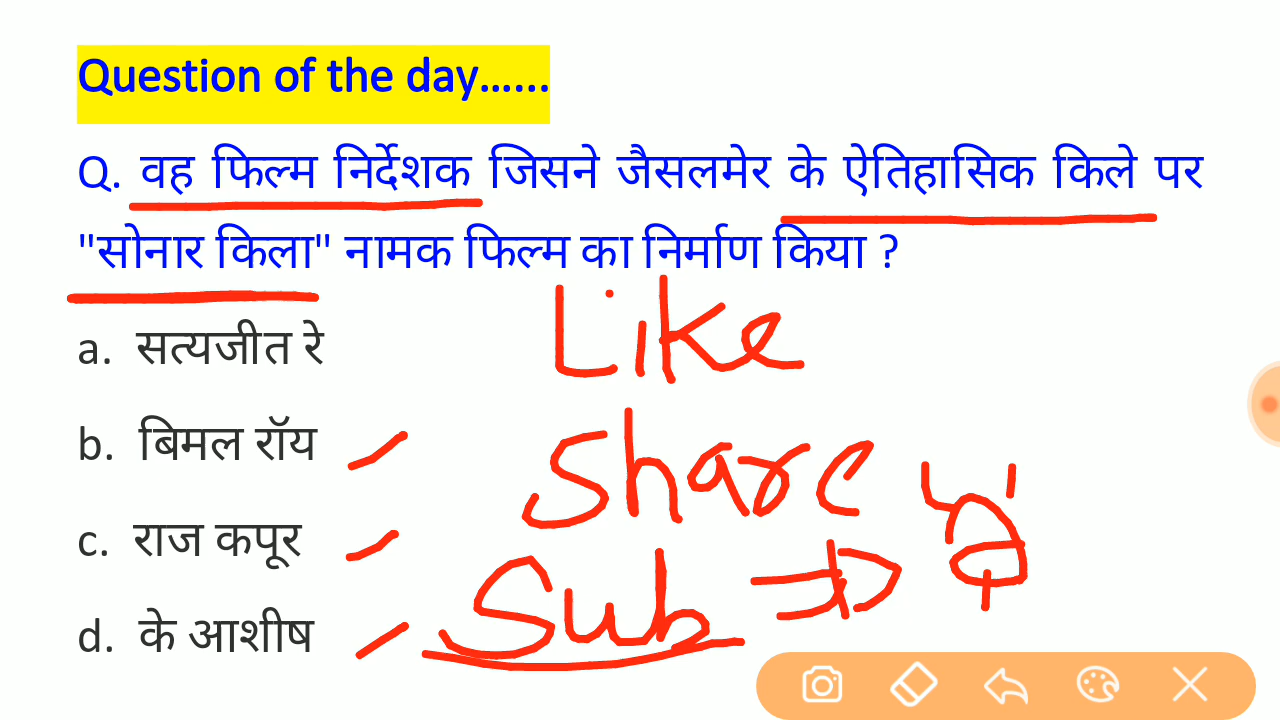 Question of the day......
Q. वह फिल्म निर्देशक जिसने जैसलमेर के ऐतिहासिक किले पर
"सोनार किला" नामक फिल्म का निर्माण किया ?
a. सत्यजीत रे
b. बिमल रॉय
c. राज कपूर
d. के आशीष
Like
Share
Sub